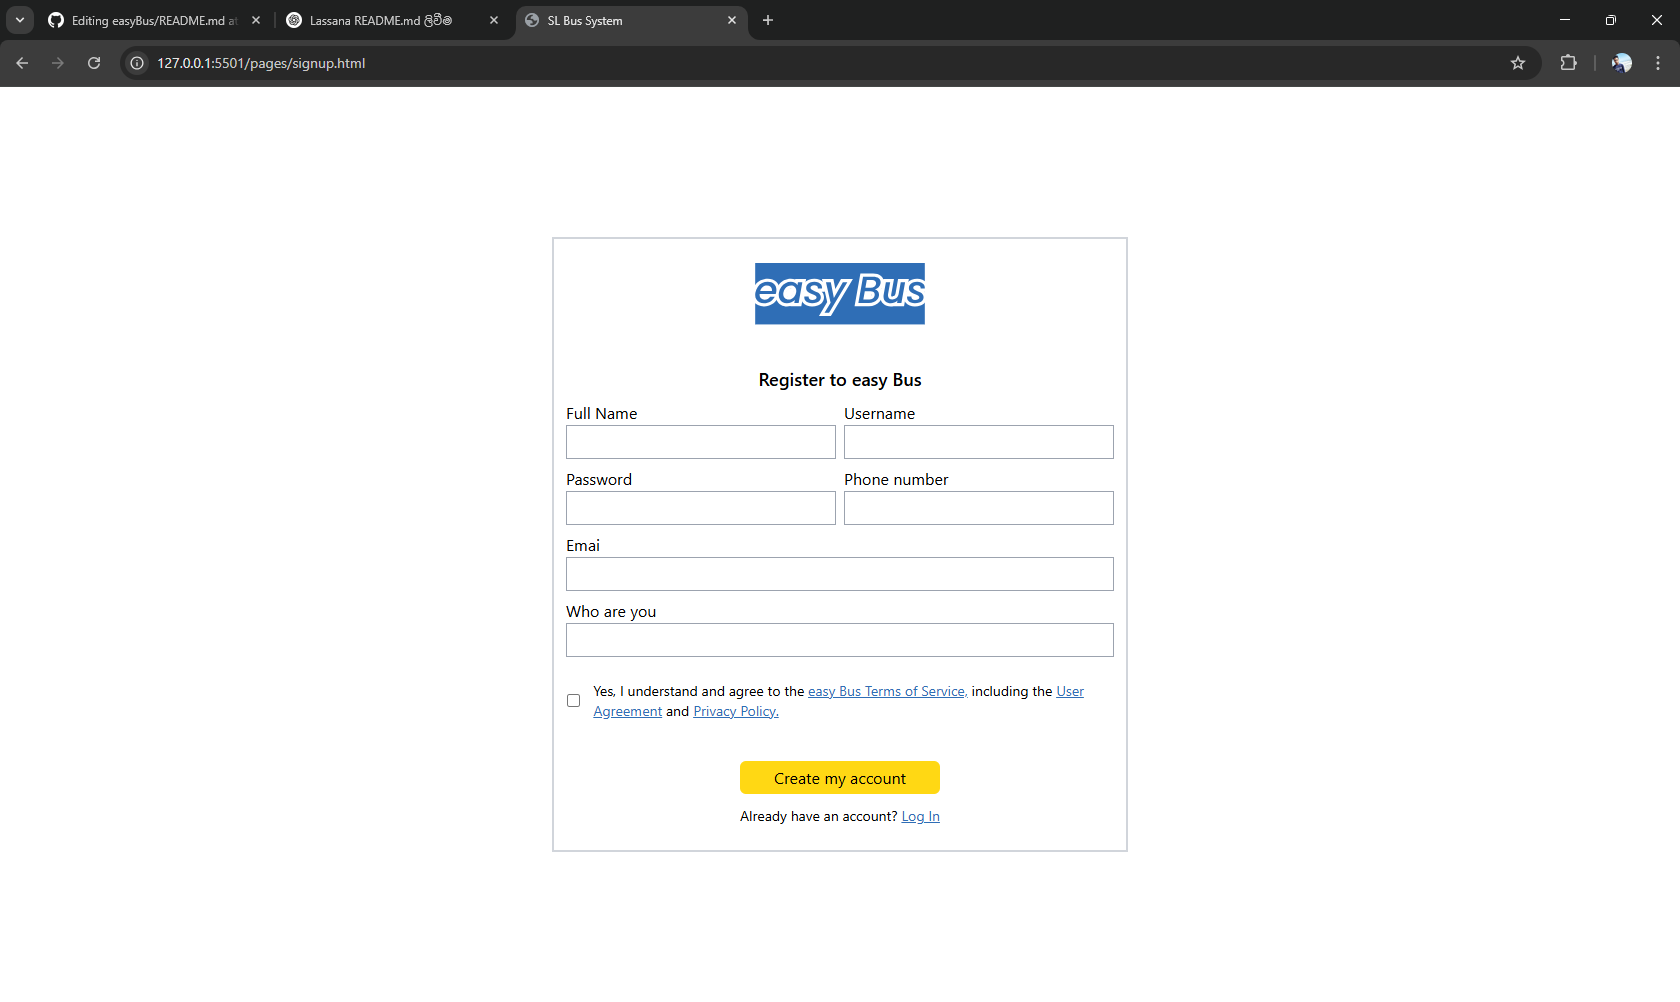 Editing easyBus/README.md at
Lassana README.md ලිවීම
SL Bus System
127.0.0.1:5501/pages/signup.html
easy Bus
Register to easy Bus
Full Name
Username
Password
Phone number
Emai
Who are you
Yes, I understand and agree to the easy Bus Terms of Service, including the User
Agreement and Privacy Policy.
Create my account
Already have an account? Log In